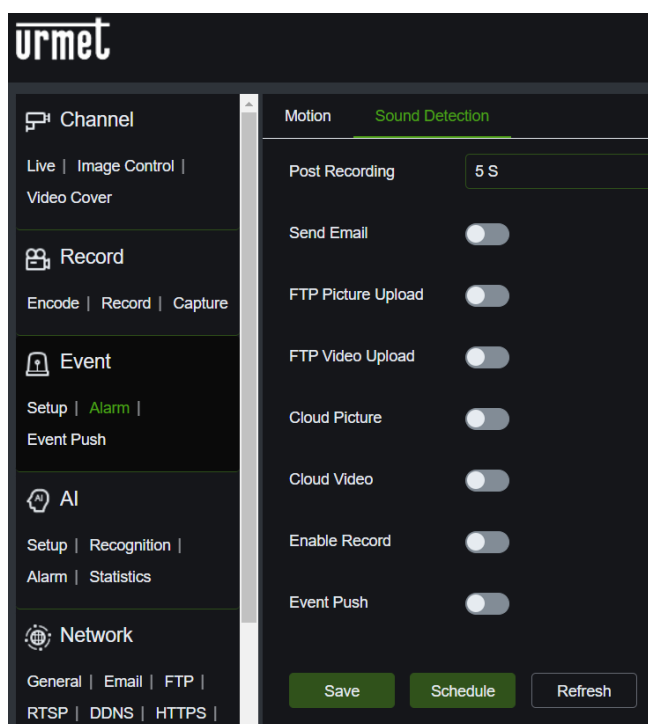 urmet
Channel
Live | Image Control |
Video Cover
Record
Encode | Record | Capture
Event
Setup | Alarm |
Event Push
AI
Setup | Recognition |
Alarm | Statistics
Network
General | Email | FTP |
RTSP | DDNS | HTTPS |
Motion Sound Detection
Post Recording 5 S
Send Email
FTP Picture Upload
FTP Video Upload
Cloud Picture
Cloud Video
Enable Record
Event Push
Save Schedule Refresh